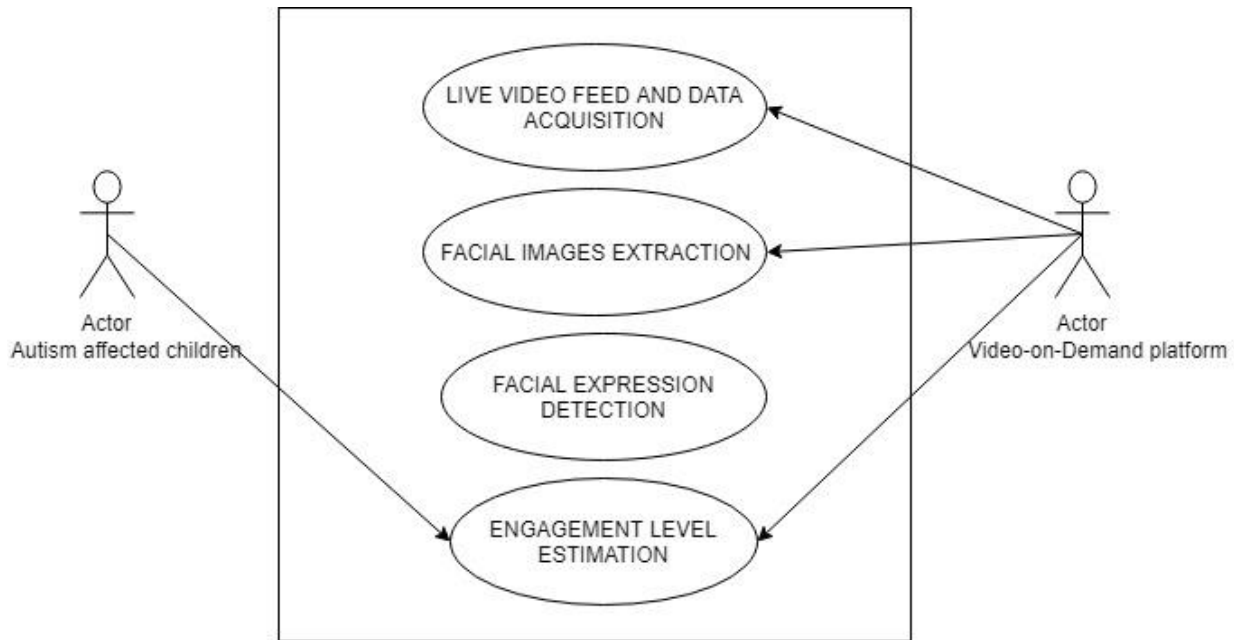 LIVE VIDEO FEED AND DATA
ACQUISITION
FACIAL IMAGES EXTRACTION
Actor
Autism affected children
Actor
Video-on-Demand platform
FACIAL EXPRESSION
DETECTION
ENGAGEMENT LEVEL
ESTIMATION